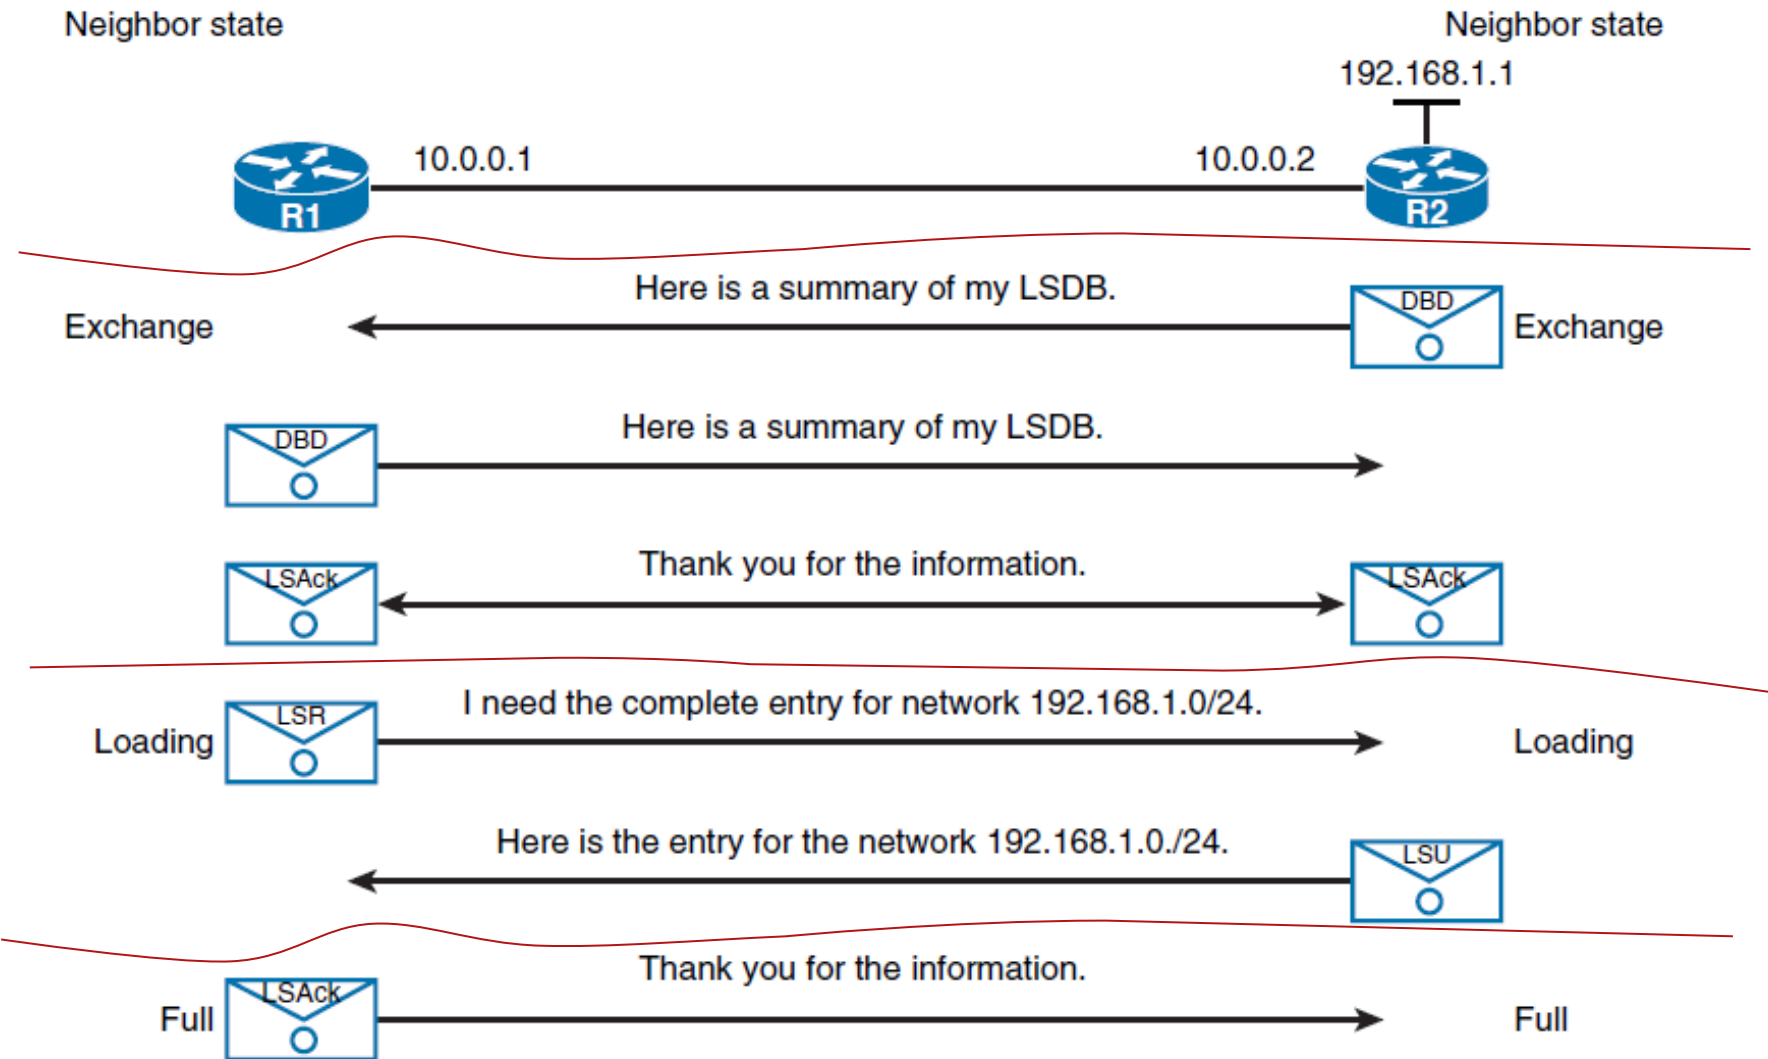 Neighbor state
Neighbor state
192.168.1.1
10.0.0.1
10.0.0.2
R1
R2
Here is a summary of my LSDB.
DBD
Exchange
Exchange
Here is a summary of my LSDB.
DBD
Thank you for the information.
LSAck
LSAck
I need the complete entry for network 192.168.1.0/24.
LSR
Loading
Loading
Here is the entry for the network 192.168.1.0./24.
LSU
Thank you for the information.
LSAck
Full
Full